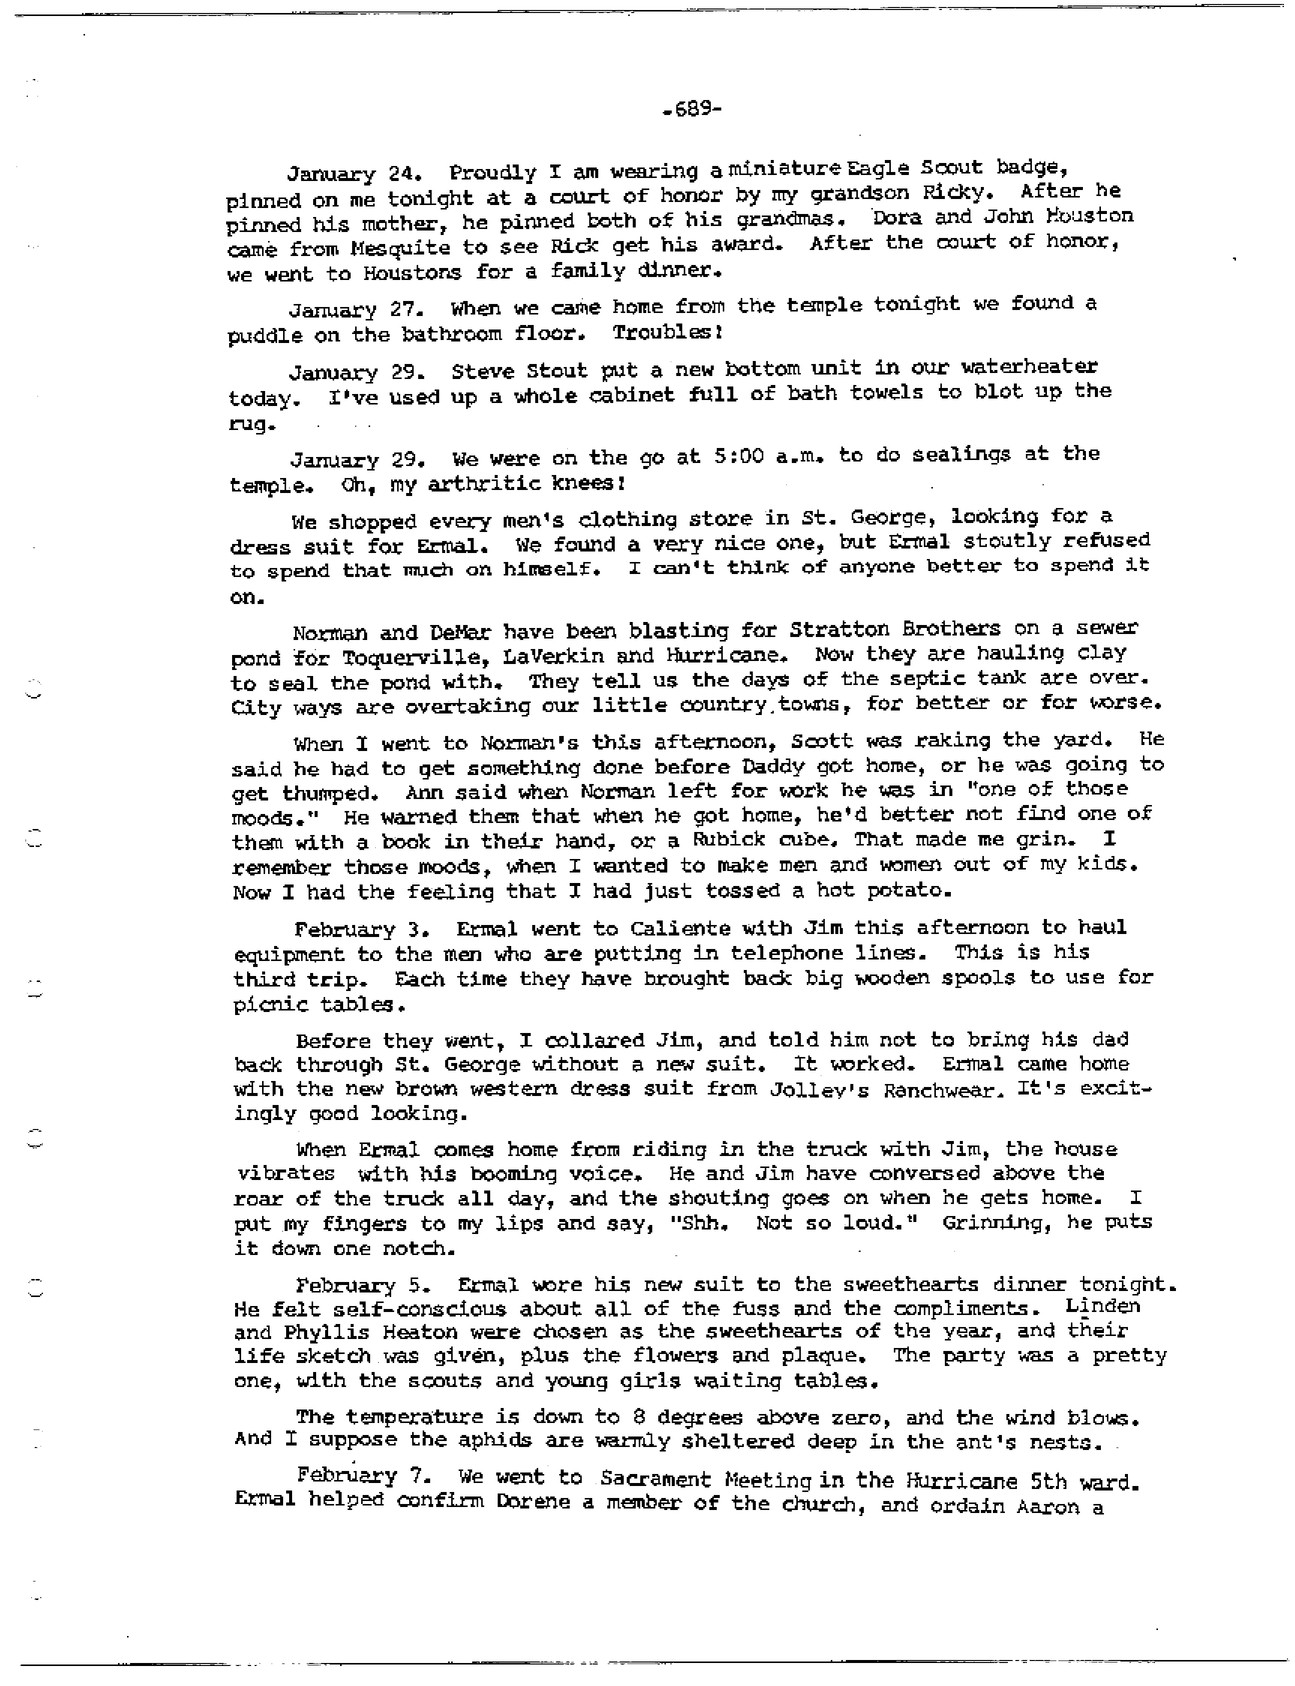 -689-
January 24. Proudly I am wearing a miniature Eagle Scout badge,
pinned on me tonight at a court of honor by my grandson Ricky. After he
pinned his mother, he pinned both of his grandmas. Dora and John Houston
came from Mesquite to see Rick get his award. After the court of honor,
we went to Houstons for a family dinner.
January 27. When we came home from the temple tonight we found a
puddle on the bathroom floor. Troubles!
January 29. Steve Stout put a new bottom unit in our waterheater
today. I've used up a whole cabinet full of bath towels to blot up the
rug.
January 29. We were on the go at 5:00 a.m. to do sealings at the
temple. Oh, my arthritic knees!
We shopped every men's clothing store in St. George, looking for a
dress suit for Ermal. We found a very nice one, but Ermal stoutly refused
to spend that much on himself. I can't think of anyone better to spend it
on.
Norman and DeMar have been blasting for Stratton Brothers on a sewer
pond for Toquerville, LaVerkin and Hurricane. Now they are hauling clay
to seal the pond with. They tell us the days of the septic tank are over.
City ways are overtaking our little country towns, for better or for worse.
When I went to Norman's this afternoon, Scott was raking the yard. He
said he had to get something done before Daddy got home, or he was going to
get thumped. Ann said when Norman left for work he was in "one of those
moods." He warned them that when he got home, he'd better not find one of
them with a book in their hand, or a Rubick cube. That made me grin. I
remember those moods, when I wanted to make men and women out of my kids.
Now I had the feeling that I had just tossed a hot potato.
February 3. Ermal went to Caliente with Jim this afternoon to haul
equipment to the men who are putting in telephone lines. This is his
third trip. Each time they have brought back big wooden spools to use for
picnic tables.
Before they went, I collared Jim, and told him not to bring his dad
back through St. George without a new suit. It worked. Ermal came home
with the new brown western dress suit from Jolley's Ranchwear. It's excit-
ingly good looking.
When Ermal comes home from riding in the truck with Jim, the house
vibrates with his booming voice. He and Jim have conversed above the
roar of the truck all day, and the shouting goes on when he gets home. I
put my fingers to my lips and say, "Shh. Not so loud." Grinning, he puts
it down one notch.
February 5. Ermal wore his new suit to the sweethearts dinner tonight.
He felt self-conscious about all of the fuss and the compliments. Linden
and Phyllis Heaton were chosen as the sweethearts of the year, and their
life sketch was given, plus the flowers and plaque. The party was a pretty
one, with the scouts and young girls waiting tables.
The temperature is down to 8 degrees above zero, and the wind blows.
And I suppose the aphids are warmly sheltered deep in the ant's nests.
February 7. We went to Sacrament Meeting in the Hurricane 5th ward.
Ermal helped confirm Dorene a member of the church, and ordain Aaron a